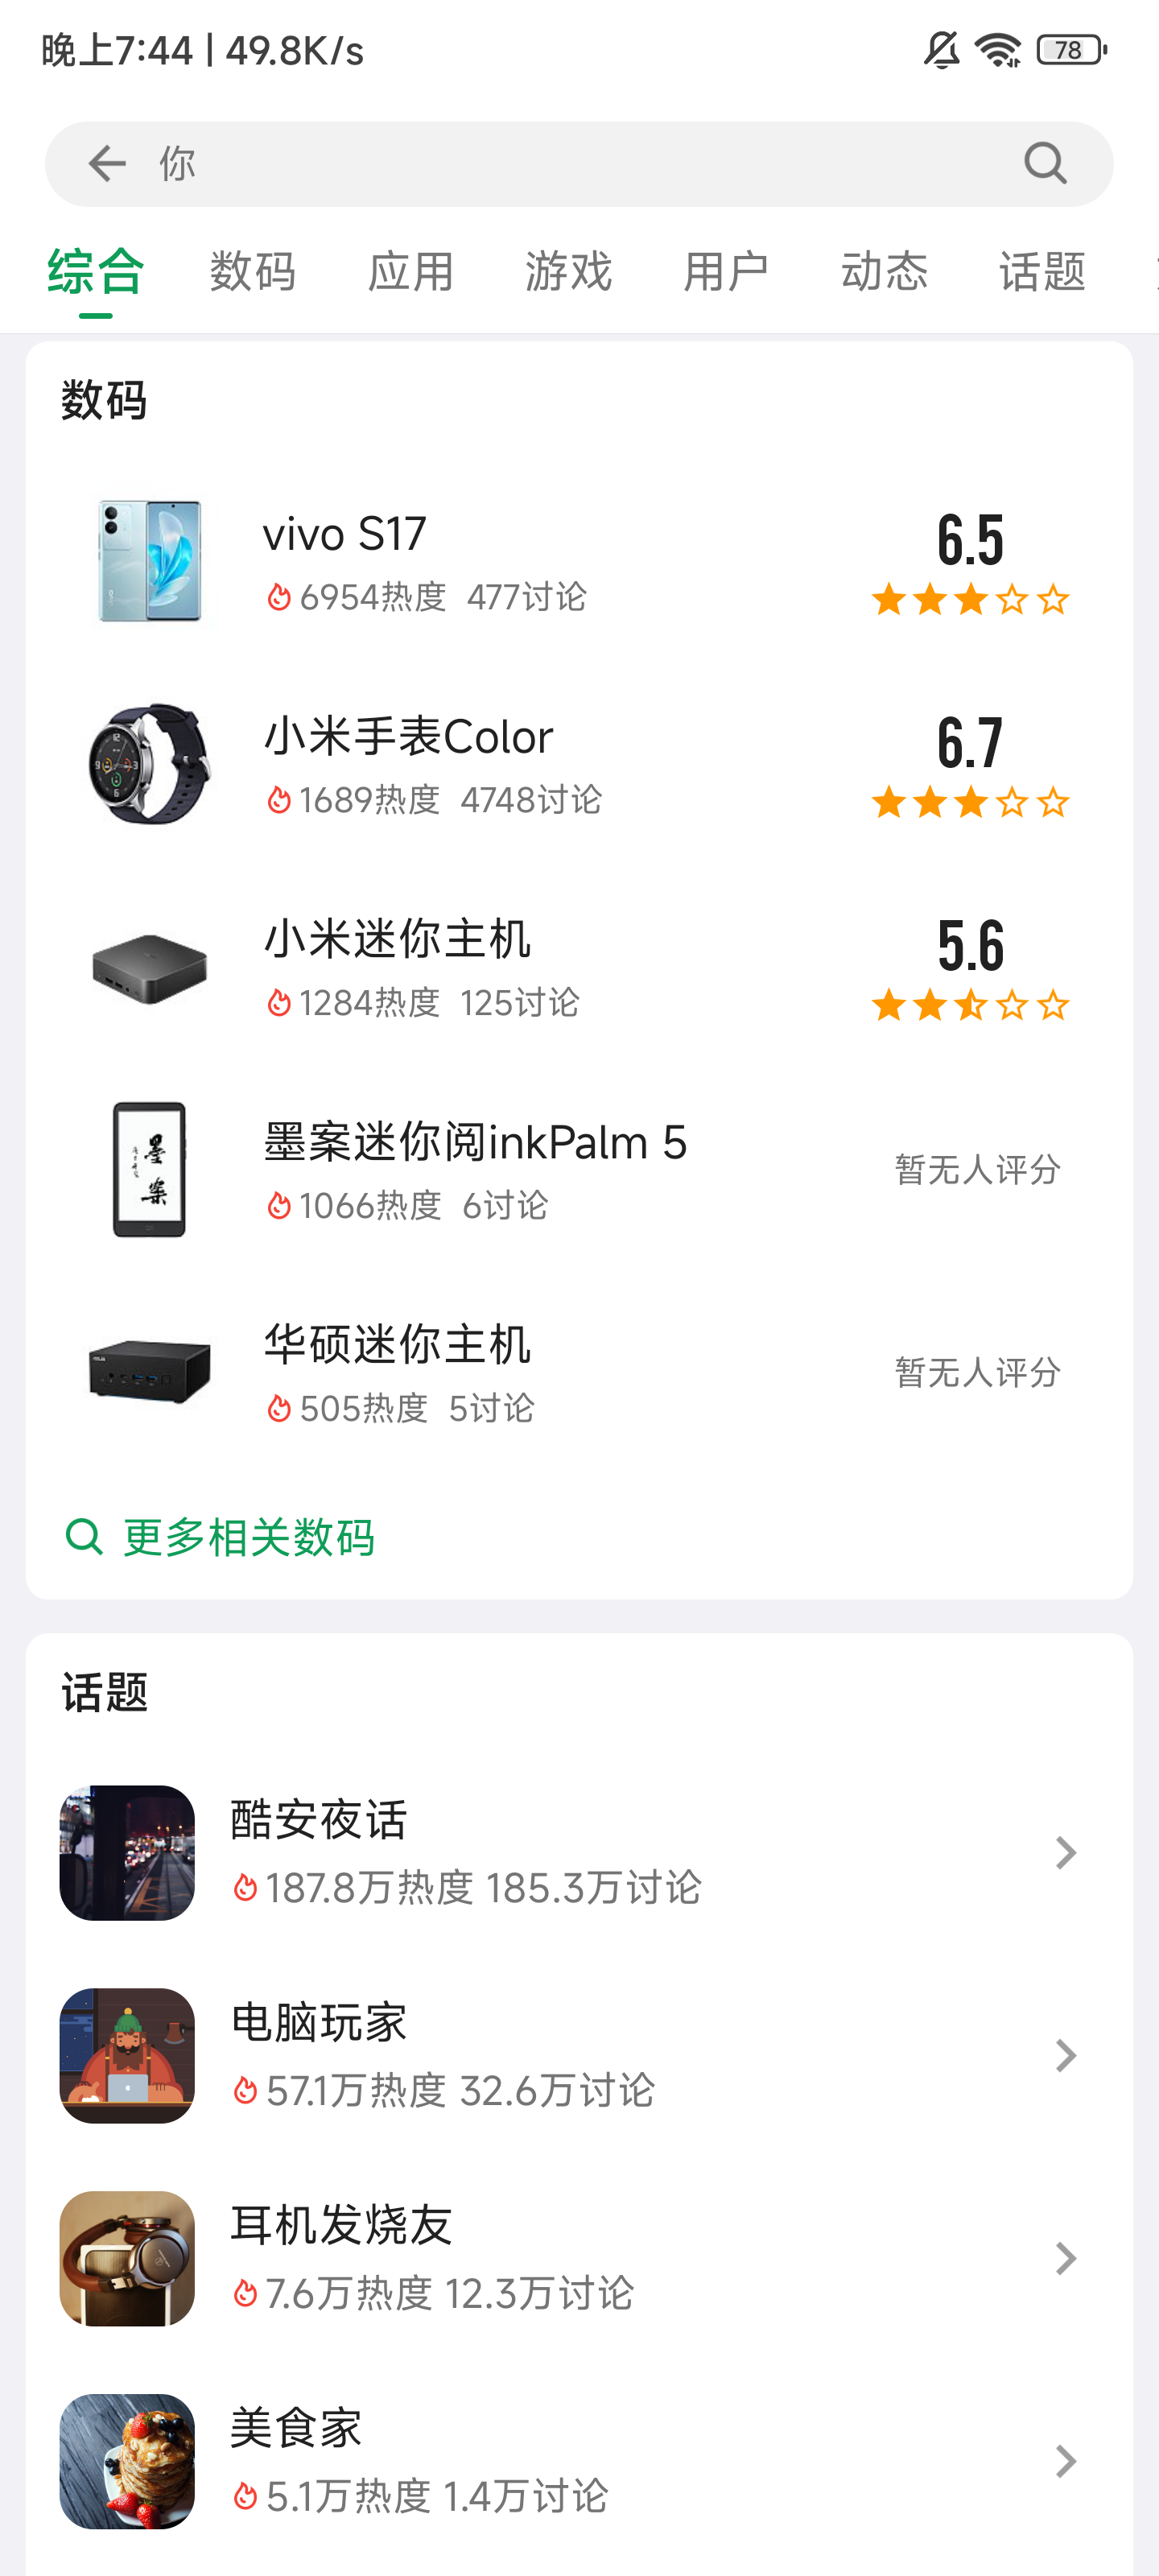 晚上7:44 | 49.8K/s
78
你
综合 数码 应用 游戏 用户 动态 话题
数码
vivo S17
6954热度 477讨论
6.5
小米手表Color
1689热度 4748讨论
6.7
小米迷你主机
1284热度 125讨论
5.6
墨案迷你阅inkPalm 5
1066热度 6讨论
暂无人评分
华硕迷你主机
505热度 5讨论
暂无人评分
更多相关数码
话题
酷安夜话
187.8万热度 185.3万讨论
电脑玩家
57.1万热度 32.6万讨论
耳机发烧友
7.6万热度 12.3万讨论
美食家
5.1万热度 1.4万讨论